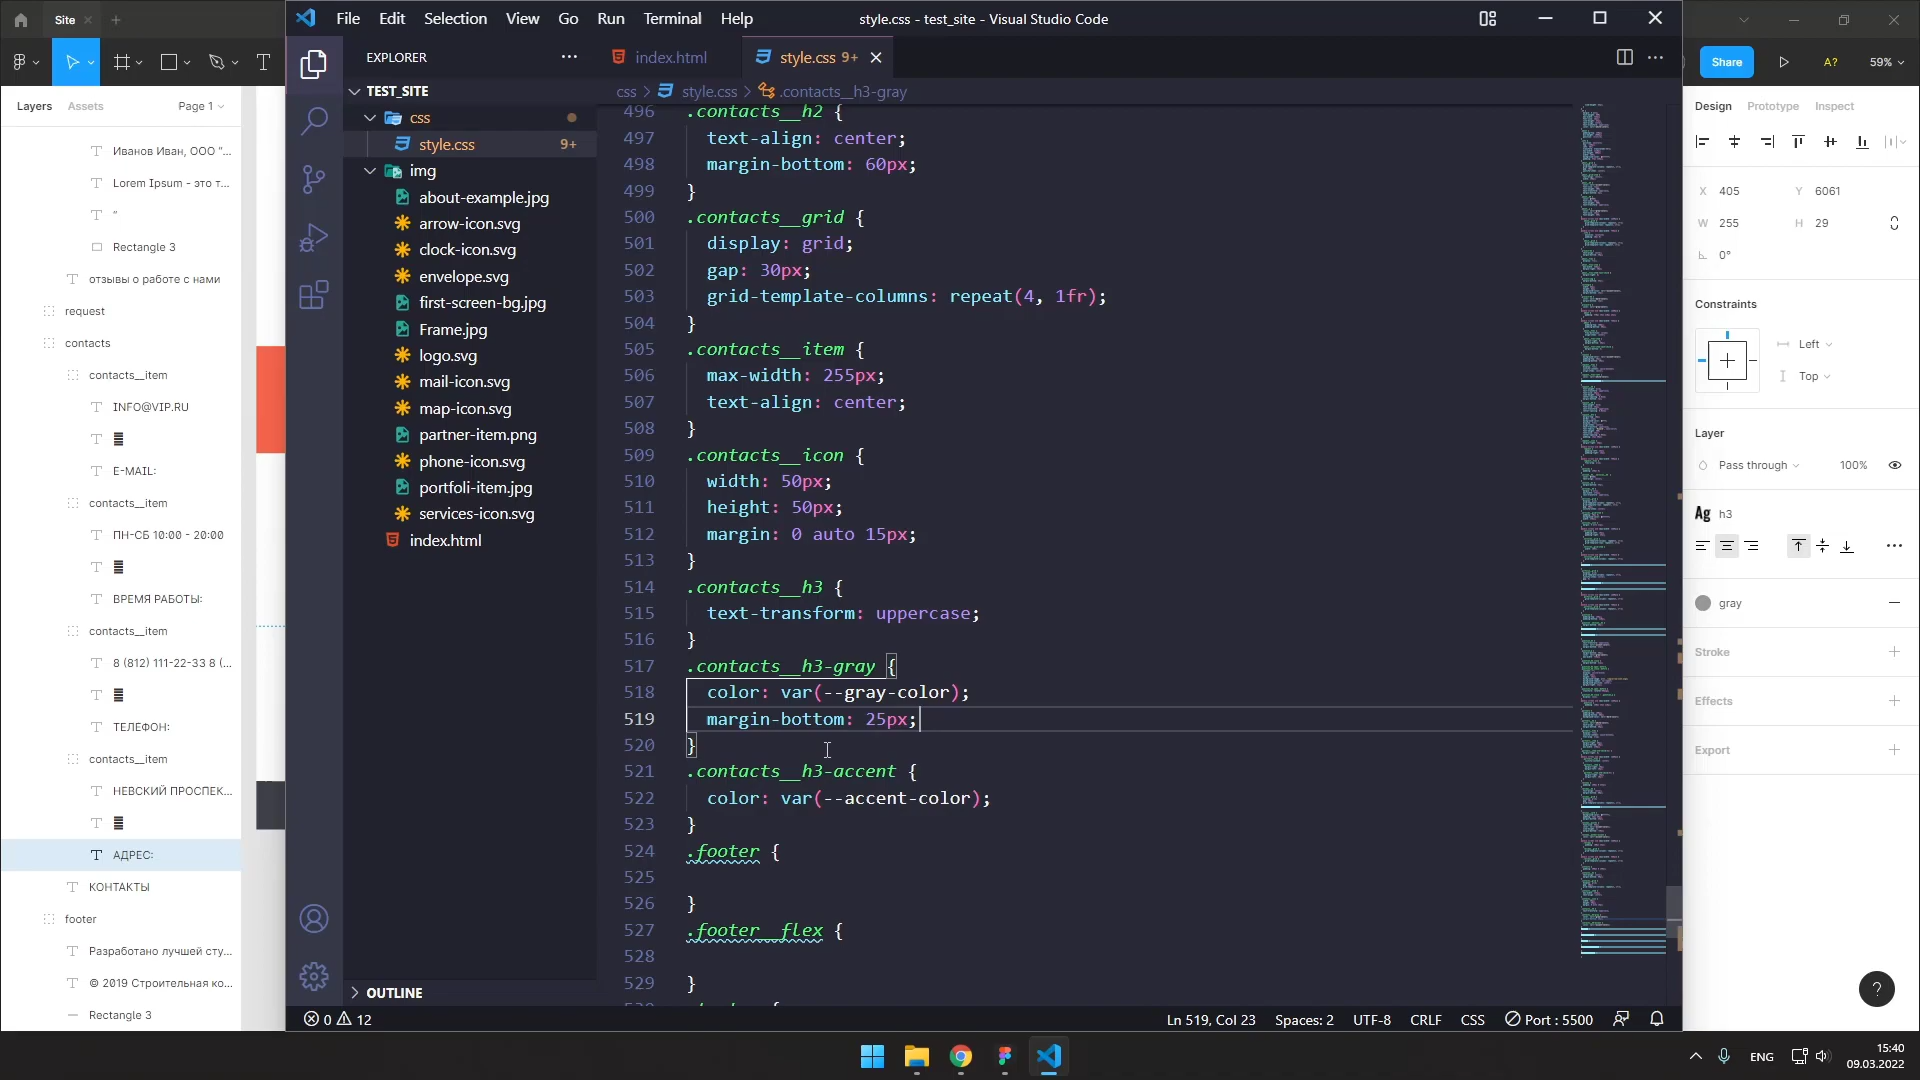 Site
File Edit Selection View Go Run Terminal Help
style.css - test_site - Visual Studio Code
T
Share
A?
59%
Layers
Assets
Page 1
Иванов Иван, ООО "...
Lorem Ipsum - это т...
"
Rectangle 3
отзывы о работе с нами
request
contacts
contacts__item
INFO@VIP.RU
E-MAIL:
contacts__item
ПН-СБ 10:00 - 20:00
ВРЕМЯ РАБОТЫ:
contacts__item
8 (812) 111-22-33 8 (...
ТЕЛЕФОН:
contacts__item
НЕВСКИЙ ПРОСПЕК...
АДРЕС:
КОНТАКТЫ
footer
Разработано лучшей сту...
© 2019 Строительная ко...
Rectangle 3
EXPLORER
TEST_SITE
css
style.css 9+
img
about-example.jpg
arrow-icon.svg
clock-icon.svg
envelope.svg
first-screen-bg.jpg
Frame.jpg
logo.svg
mail-icon.svg
map-icon.svg
partner-item.png
phone-icon.svg
portfoli-item.jpg
services-icon.svg
index.html
OUTLINE
index.html
style.css 9+
css > style.css > .contacts__h3-gray
496 .contacts__h2 {
497 text-align: center;
498 margin-bottom: 60px;
499 }
500 .contacts__grid {
501 display: grid;
502 gap: 30px;
503 grid-template-columns: repeat(4, 1fr);
504 }
505 .contacts__item {
506 max-width: 255px;
507 text-align: center;
508 }
509 .contacts__icon {
510 width: 50px;
511 height: 50px;
512 margin: 0 auto 15px;
513 }
514 .contacts__h3 {
515 text-transform: uppercase;
516 }
517 .contacts__h3-gray {
518 color: var(--gray-color);
519 margin-bottom: 25px;
520 }
521 .contacts__h3-accent {
522 color: var(--accent-color);
523 }
524 .footer {
525
526 }
527 .footer__flex {
528
529 }
Design
Prototype
Inspect
X 405 Y 6061
W 255 H 29
0°
Constraints
Left
Top
Layer
Pass through 100%
Ag h3
gray
Stroke
Effects
Export
?
0 12
Ln 519, Col 23 Spaces: 2 UTF-8 CRLF CSS Port : 5500
ENG
15:40
09.03.2022